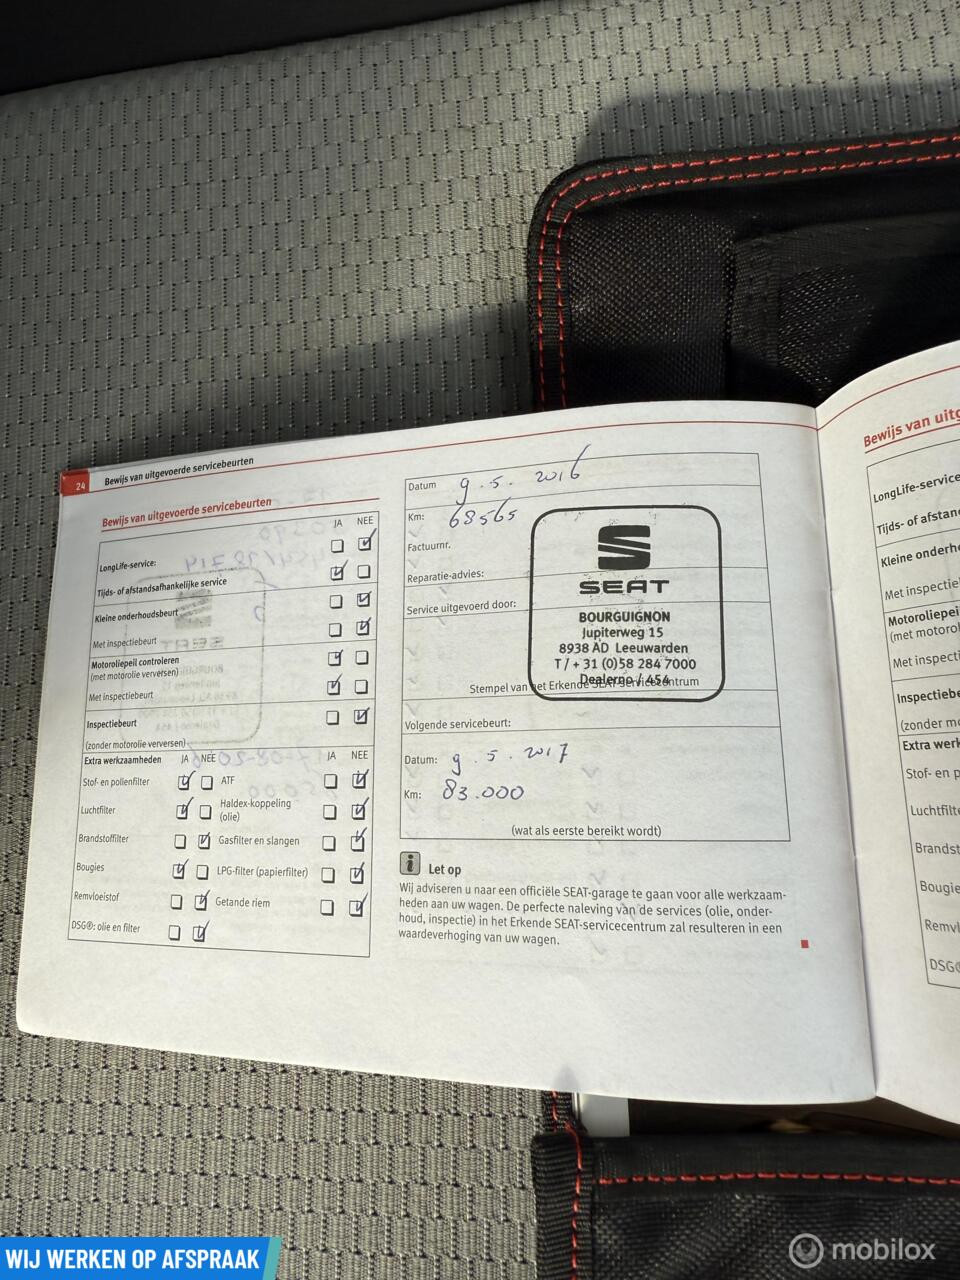 24 Bewijs van uitgevoerde servicebeurten
Bewijs van uitgevoerde servicebeurten
JA NEE
LongLife-service:
Tijds- of afstandsafhankelijke service
Kleine onderhoudsbeurt
Met inspectiebeurt
Motoroliepeil controleren
(met motorolie verversen)
Met inspectiebeurt
Inspectiebeurt
(zonder motorolie verversen)
Extra werkzaamheden JA NEE JA NEE
Stof- en pollenfilter ATF
Luchtfilter Haldex-koppeling
(olie)
Brandstoffilter Gasfilter en slangen
Bougies LPG-filter (papierfilter)
Remvloeistof Getande riem
DSG®: olie en filter
Datum 9.5.2016
Km: 68565
Factuurnr.
Reparatie-advies:
Service uitgevoerd door:
SEAT
BOURGUIGNON
Jupiterweg 15
8938 AD Leeuwarden
T / + 31 (0)58 284 7000
Dealerno / 454
Stempel van het Erkende SEAT-servicecentrum
Volgende servicebeurt:
Datum: 9.5.2017
Km: 83.000
(wat als eerste bereikt wordt)
i Let op
Wij adviseren u naar een officiële SEAT-garage te gaan voor alle werkzaam-
heden aan uw wagen. De perfecte naleving van de services (olie, onder-
houd, inspectie) in het Erkende SEAT-servicecentrum zal resulteren in een
waardeverhoging van uw wagen.
Bewijs van uitg
LongLife-service
Tijds- of afstan
Kleine onderh
Met inspectie
Motoroliepeil
(met motorol
Met inspecti
Inspectiebe
(zonder mot
Extra werk
Stof- en p
Luchtfilter
Brandst
Bougie
Remvl
DSG
WIJ WERKEN OP AFSPRAAK
mobilox